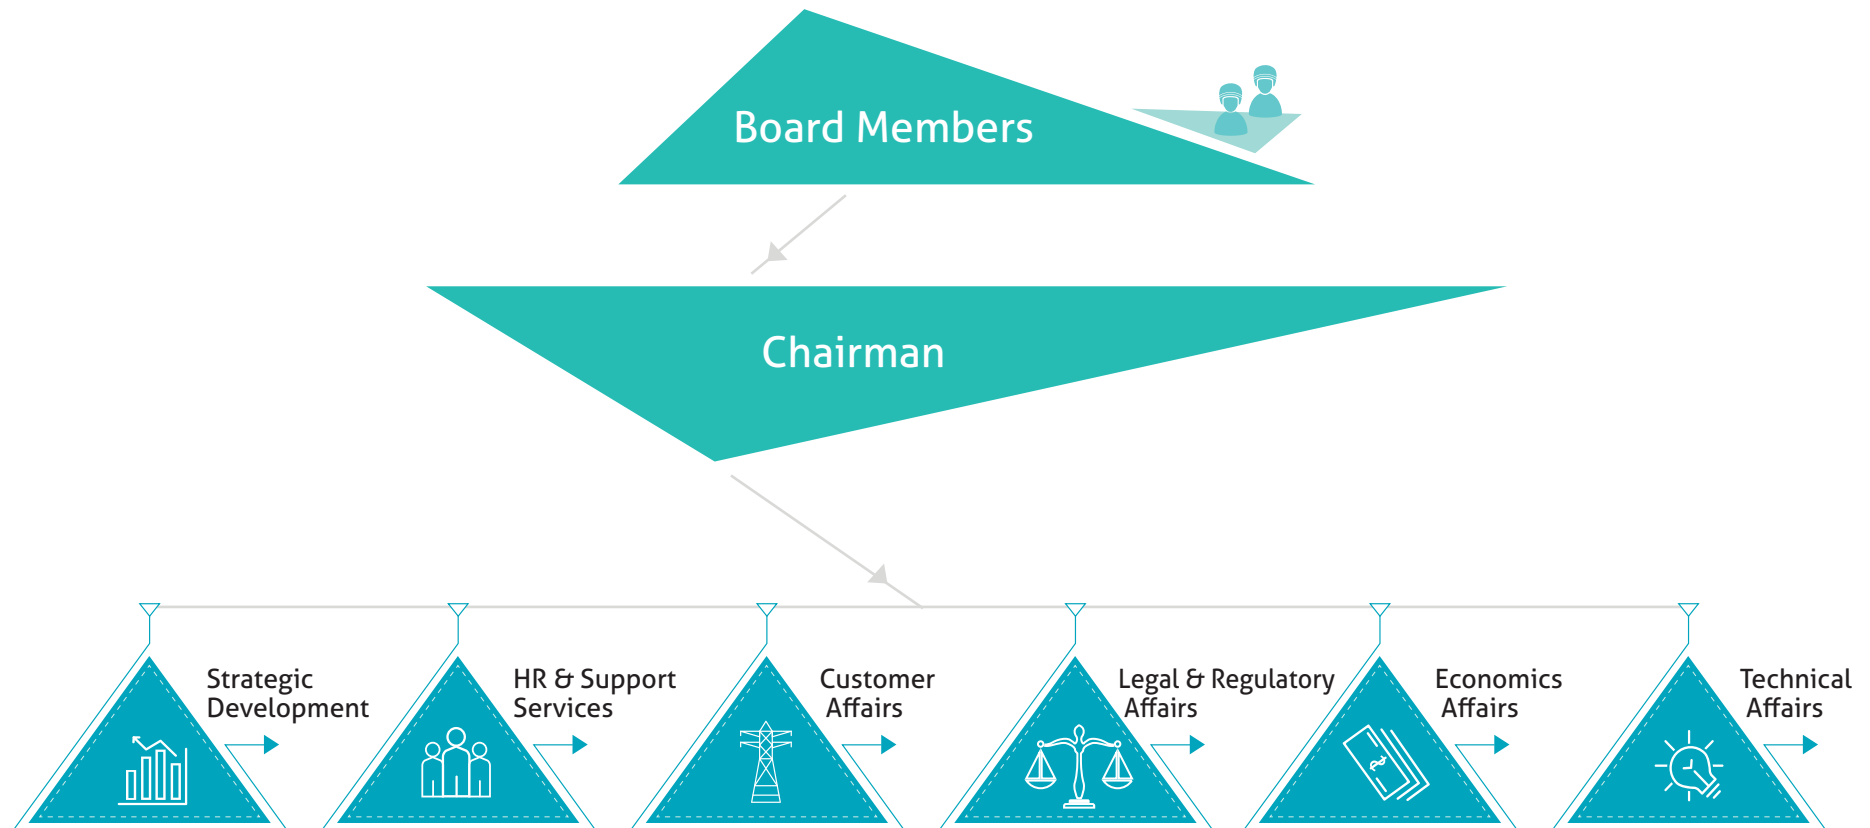 Board Members
Chairman
Strategic
Development
HR & Support
Services
Customer
Affairs
Legal & Regulatory
Affairs
Economics
Affairs
Technical
Affairs